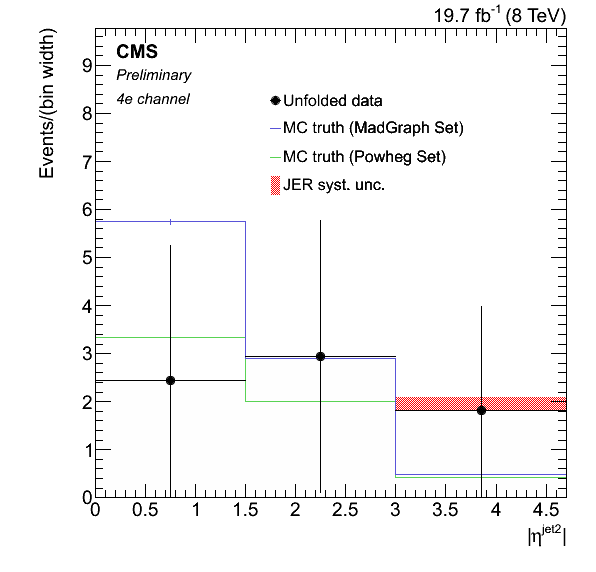 19.7 fb⁻¹ (8 TeV)
Events/(bin width)
CMS
Preliminary
4e channel
Unfolded data
MC truth (MadGraph Set)
MC truth (Powheg Set)
JER syst. unc.
9
8
7
6
5
4
3
2
1
0
0 0.5 1 1.5 2 2.5 3 3.5 4 4.5
|η^jet2|